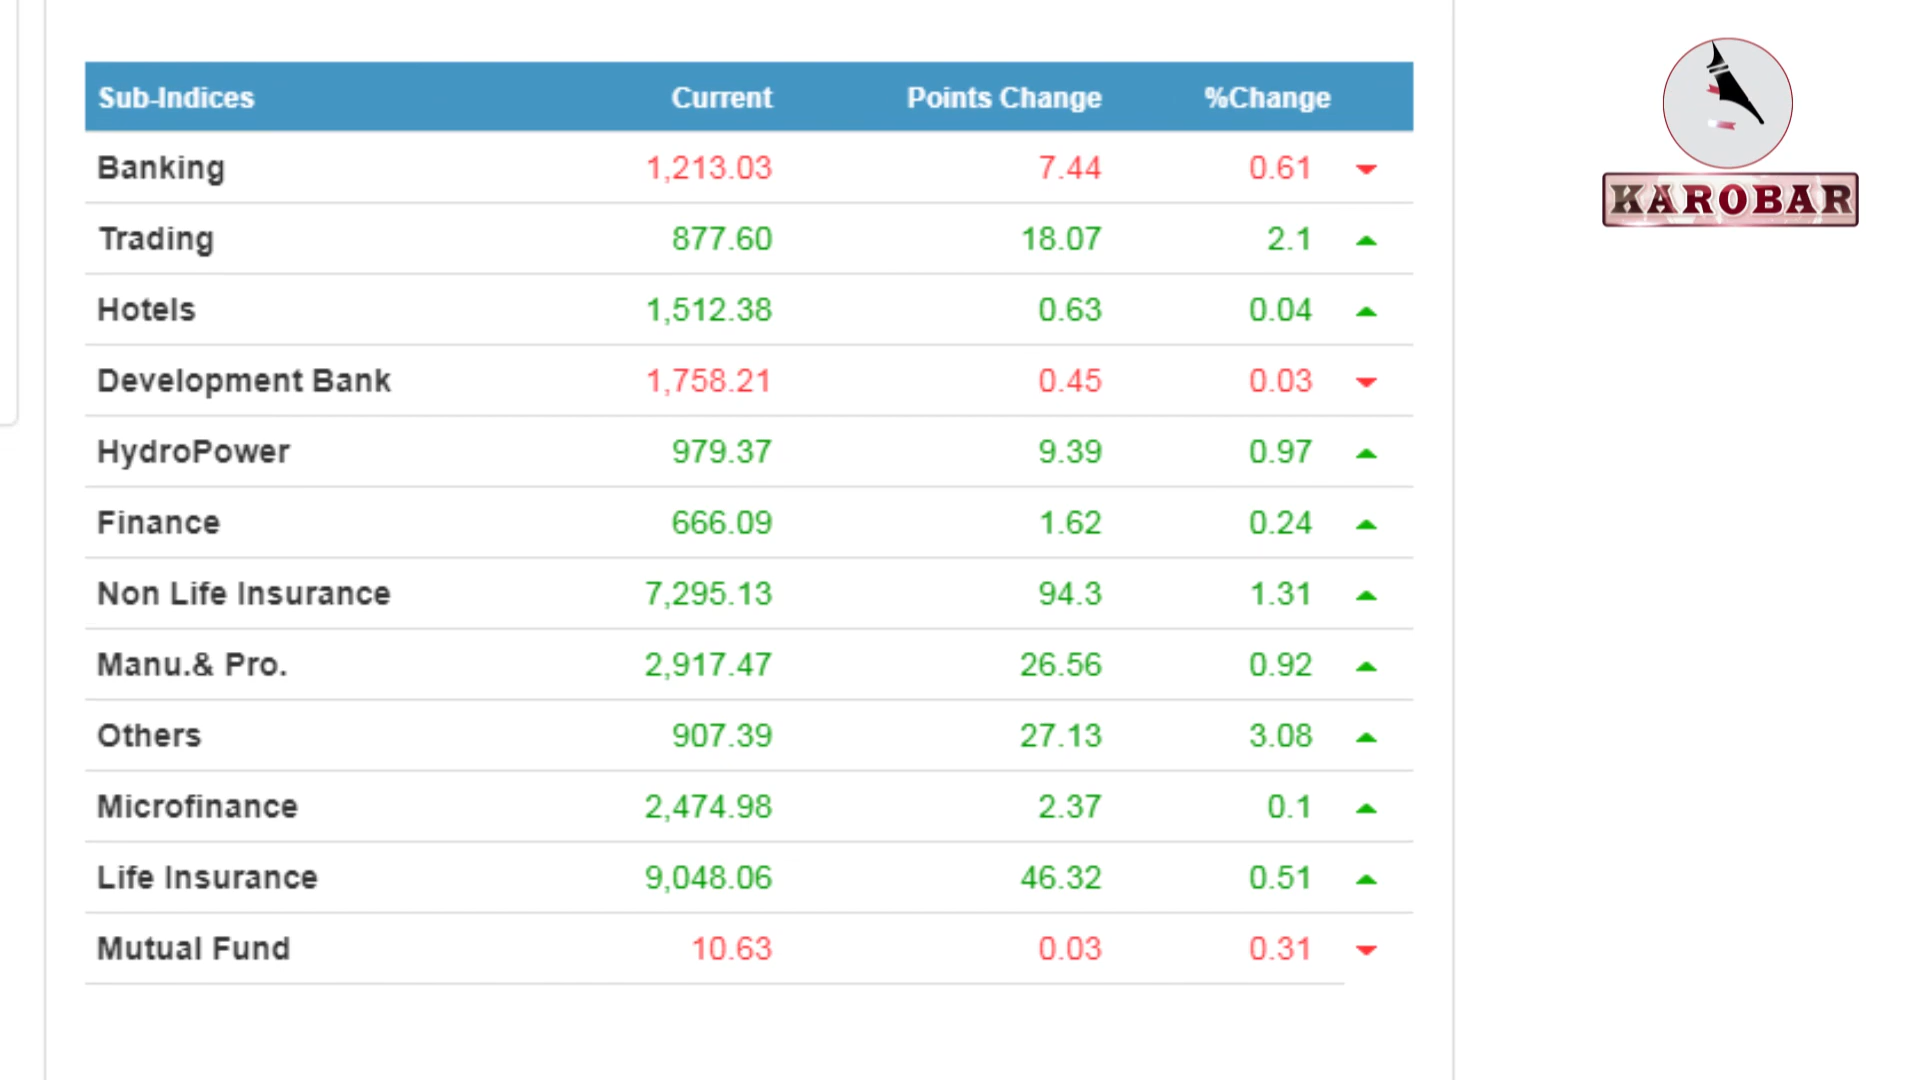 Sub-Indices Current Points Change %Change
Banking 1,213.03 7.44 0.61
Trading 877.60 18.07 2.1
Hotels 1,512.38 0.63 0.04
Development Bank 1,758.21 0.45 0.03
HydroPower 979.37 9.39 0.97
Finance 666.09 1.62 0.24
Non Life Insurance 7,295.13 94.3 1.31
Manu.& Pro. 2,917.47 26.56 0.92
Others 907.39 27.13 3.08
Microfinance 2,474.98 2.37 0.1
Life Insurance 9,048.06 46.32 0.51
Mutual Fund 10.63 0.03 0.31
KAROBAR